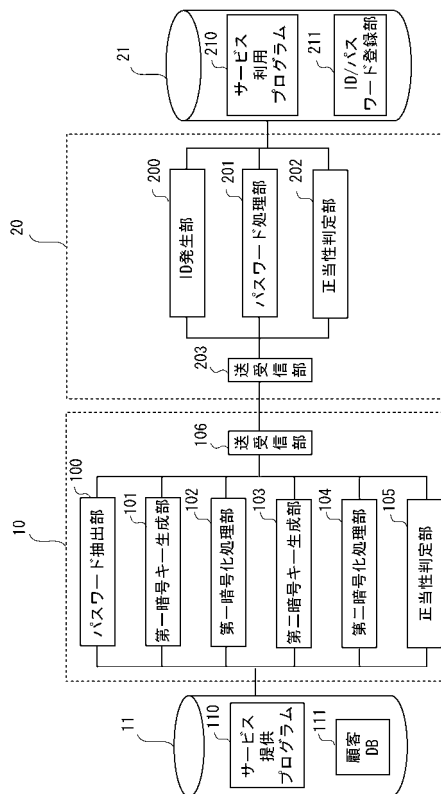 10
11
110
サービス
提供
プログラム
111
顧客
DB
100
パスワード抽出部
101
第一暗号キー生成部
102
第一暗号化処理部
103
第二暗号キー生成部
104
第二暗号化処理部
105
正当性判定部
106
送受信部
20
203
送受信部
200
ID発生部
201
パスワード処理部
202
正当性判定部
21
210
サービス
利用
プログラム
211
ID/パス
ワード登録部